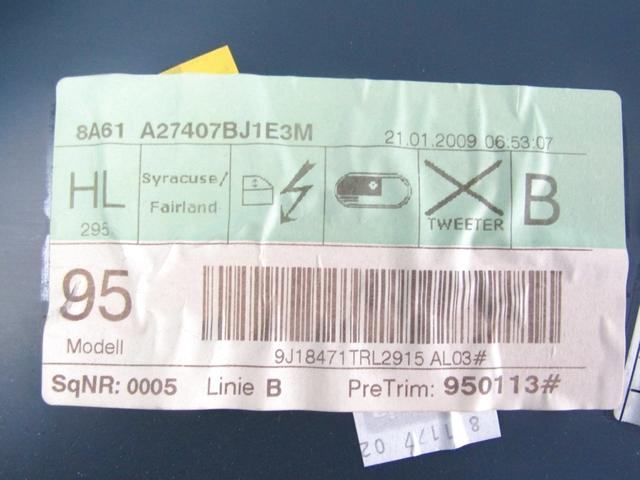 8A61 A27407BJ1E3M 21.01.2009 06:53:07
HL
295
Syracuse/
Fairland
TWEETER
B
95
Modell
9J18471TRL2915 AL03#
SqNR: 0005 Linie B PreTrim: 950113#